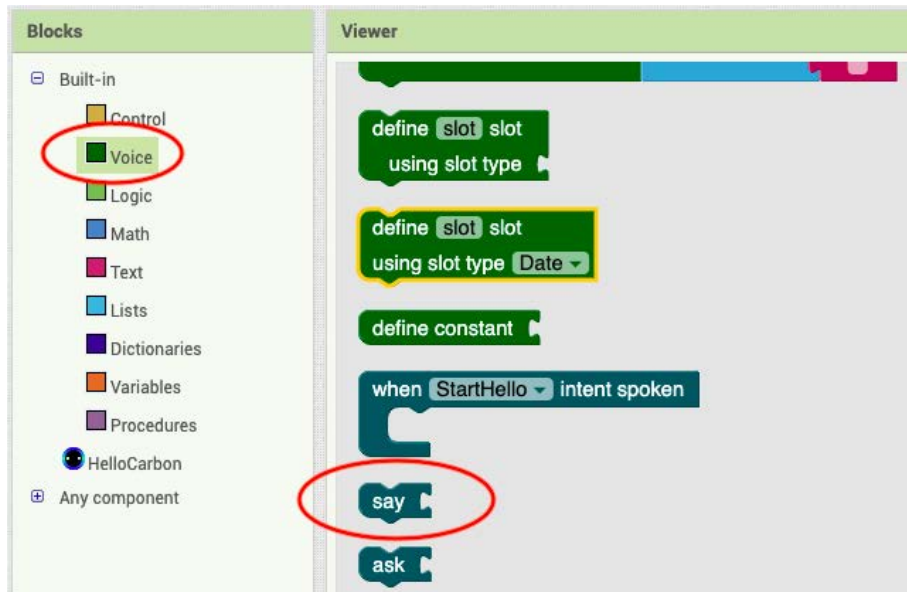 Blocks
Built-in
Control
Voice
Logic
Math
Text
Lists
Dictionaries
Variables
Procedures
HelloCarbon
Any component
Viewer
define slot slot
using slot type
define slot slot
using slot type Date
define constant
when StartHello intent spoken
say
ask